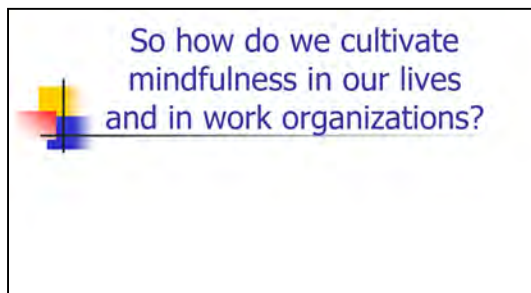 So how do we cultivate
mindfulness in our lives
and in work organizations?